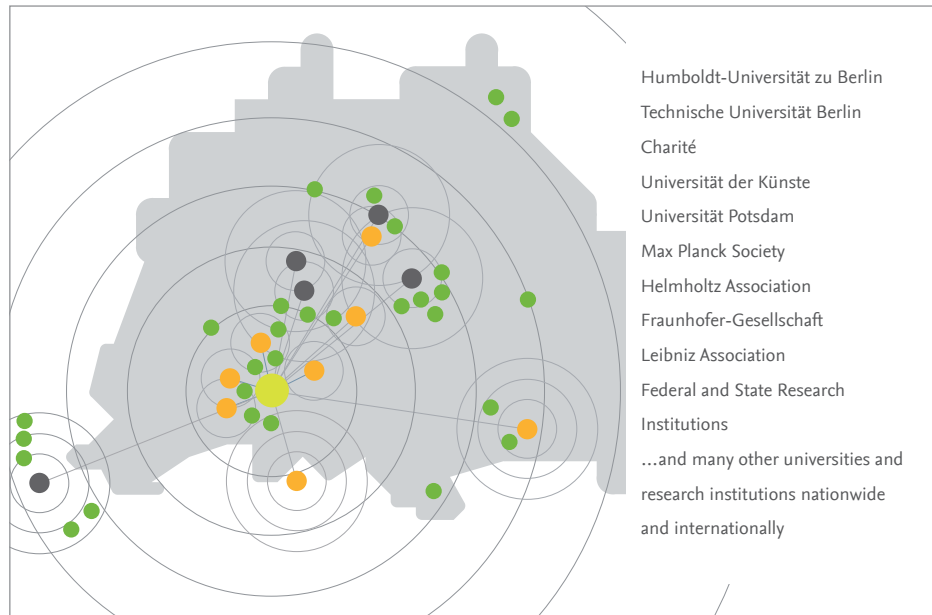 Humboldt-Universität zu Berlin
Technische Universität Berlin
Charité
Universität der Künste
Universität Potsdam
Max Planck Society
Helmholtz Association
Fraunhofer-Gesellschaft
Leibniz Association
Federal and State Research
Institutions
...and many other universities and
research institutions nationwide
and internationally